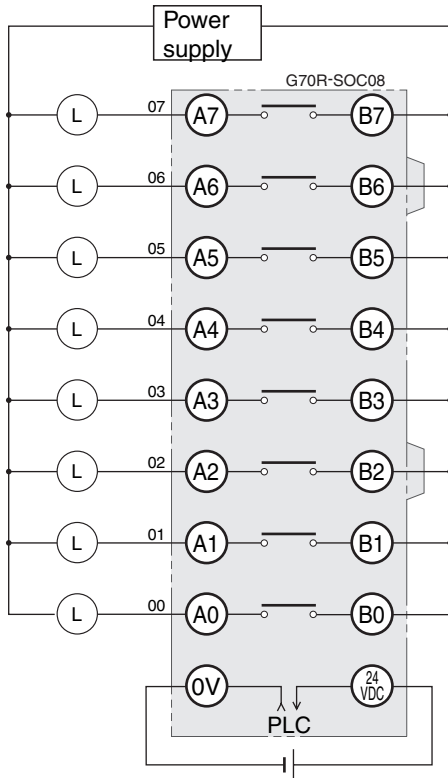 Power
supply
G70R-SOC08
L 07 A7 B7
L 06 A6 B6
L 05 A5 B5
L 04 A4 B4
L 03 A3 B3
L 02 A2 B2
L 01 A1 B1
L 00 A0 B0
0V 24
VDC
PLC